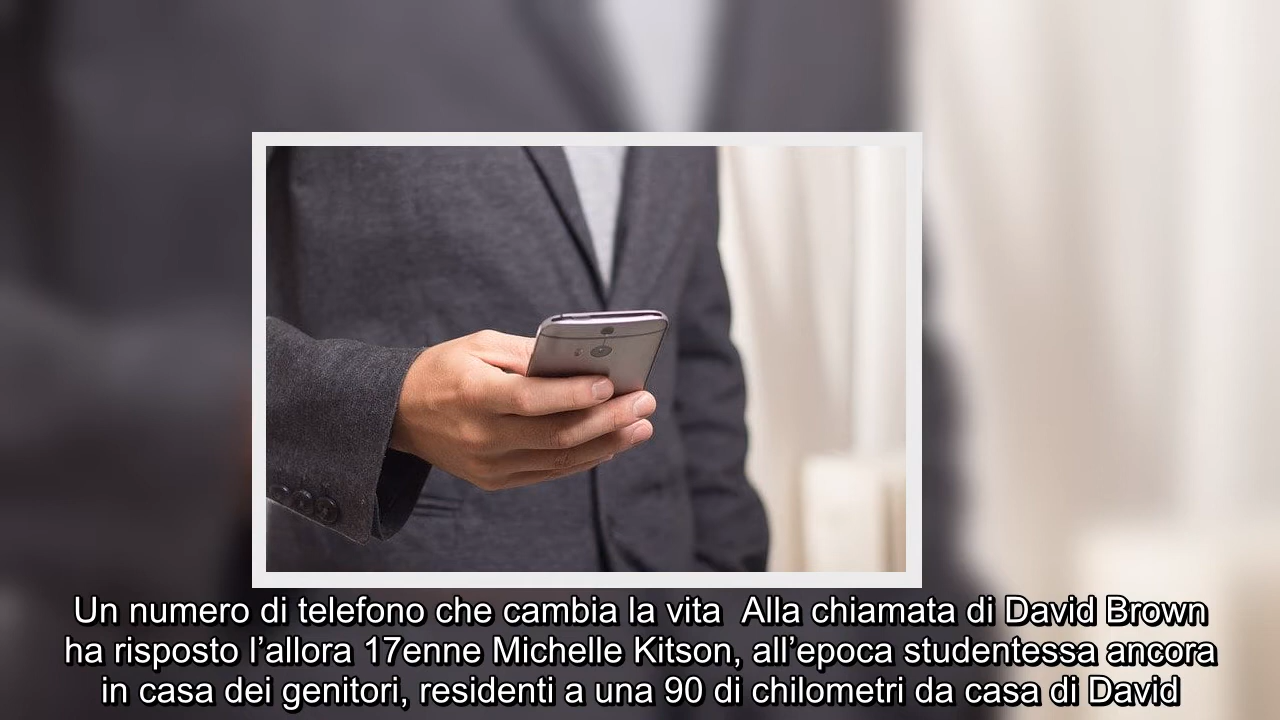 Un numero di telefono che cambia la vita  Alla chiamata di David Brown
ha risposto l’allora 17enne Michelle Kitson, all’epoca studentessa ancora
in casa dei genitori, residenti a una 90 di chilometri da casa di David